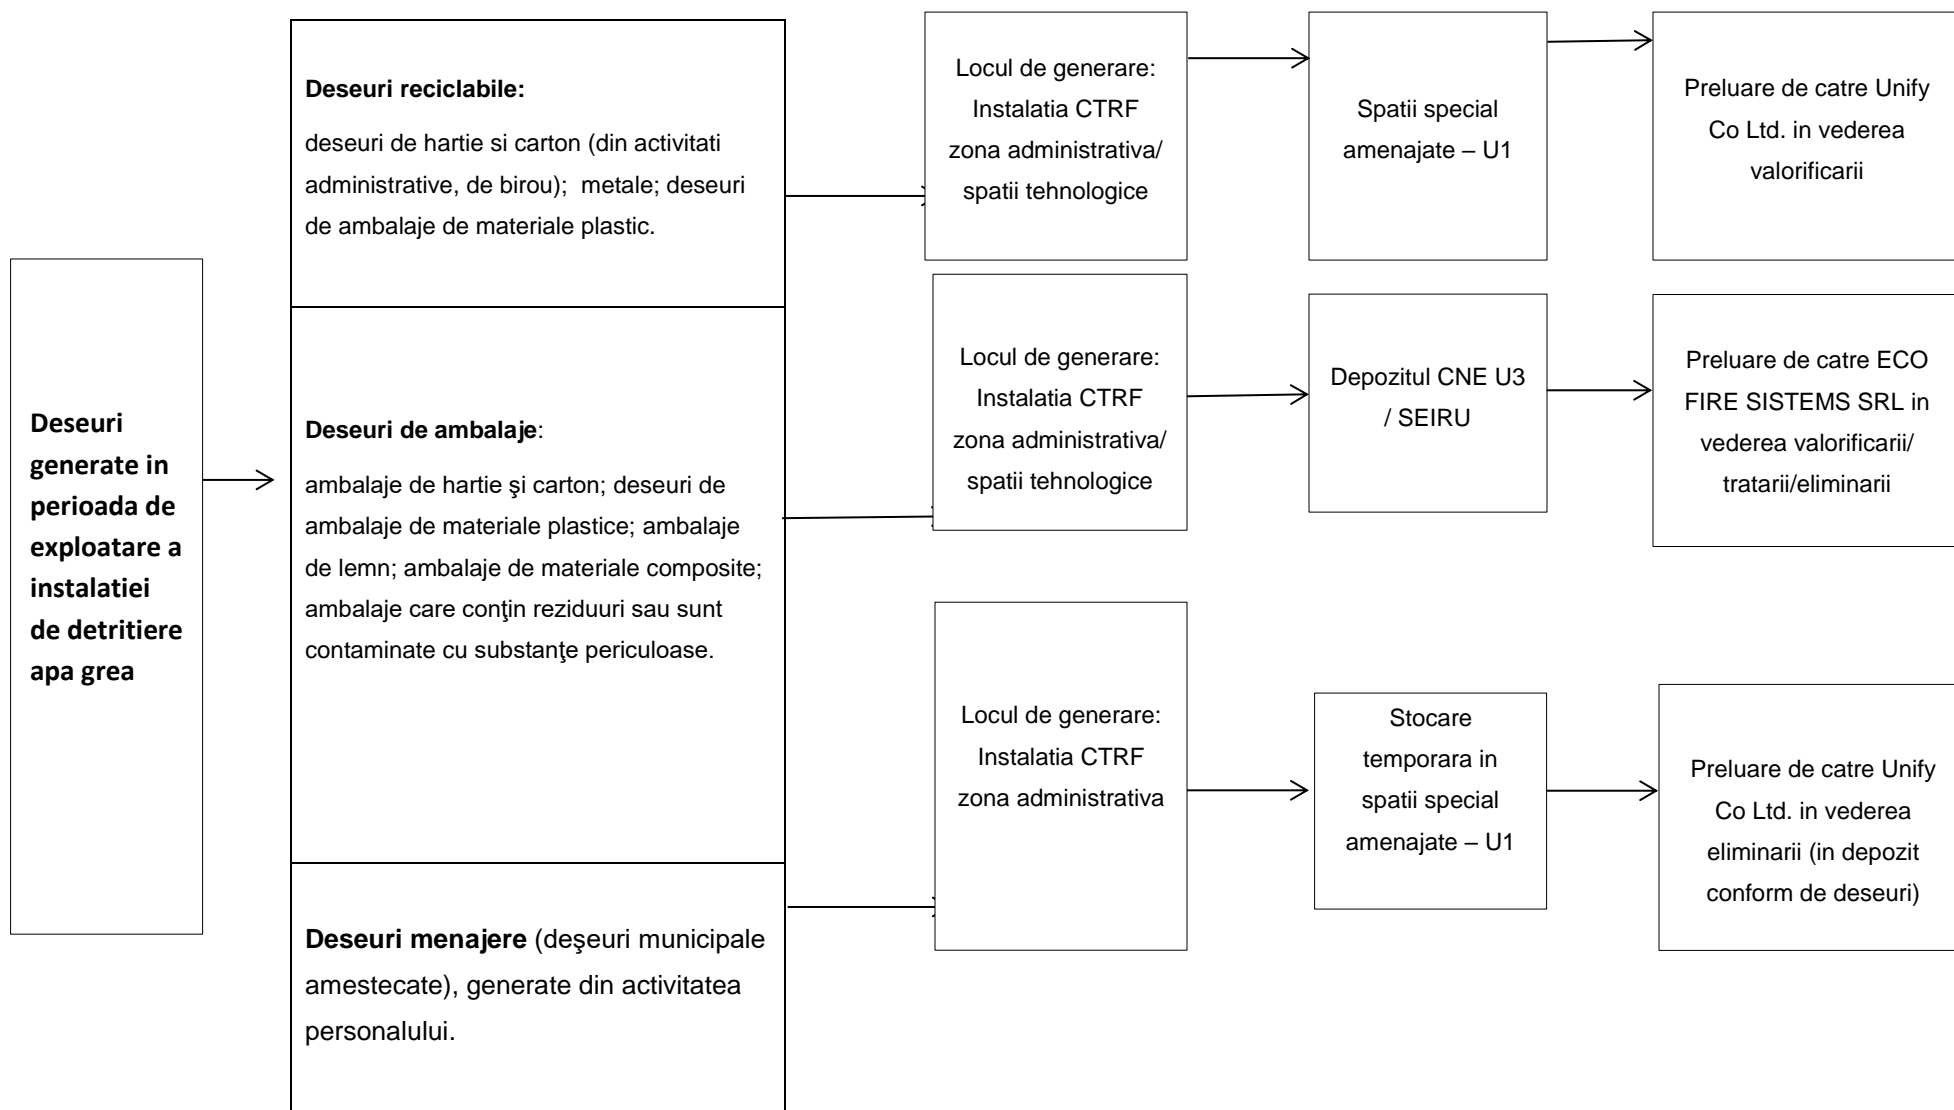 Deseuri
generate in
perioada de
exploatare a
instalatiei
de detritiere
apa grea
Deseuri reciclabile:
deseuri de hartie si carton (din activitati
administrative, de birou);  metale; deseuri
de ambalaje de materiale plastic.
Locul de generare:
Instalatia CTRF
zona administrativa/
spatii tehnologice
Spatii special
amenajate – U1
Preluare de catre Unify
Co Ltd. in vederea
valorificarii
Deseuri de ambalaje:
ambalaje de hartie şi carton; deseuri de
ambalaje de materiale plastice; ambalaje
de lemn; ambalaje de materiale composite;
ambalaje care conţin reziduuri sau sunt
contaminate cu substanţe periculoase.
Locul de generare:
Instalatia CTRF
zona administrativa/
spatii tehnologice
Depozitul CNE U3
/ SEIRU
Preluare de catre ECO
FIRE SISTEMS SRL in
vederea valorificarii/
tratarii/eliminarii
Deseuri menajere (deşeuri municipale
amestecate), generate din activitatea
personalului.
Locul de generare:
Instalatia CTRF
zona administrativa
Stocare
temporara in
spatii special
amenajate – U1
Preluare de catre Unify
Co Ltd. in vederea
eliminarii (in depozit
conform de deseuri)